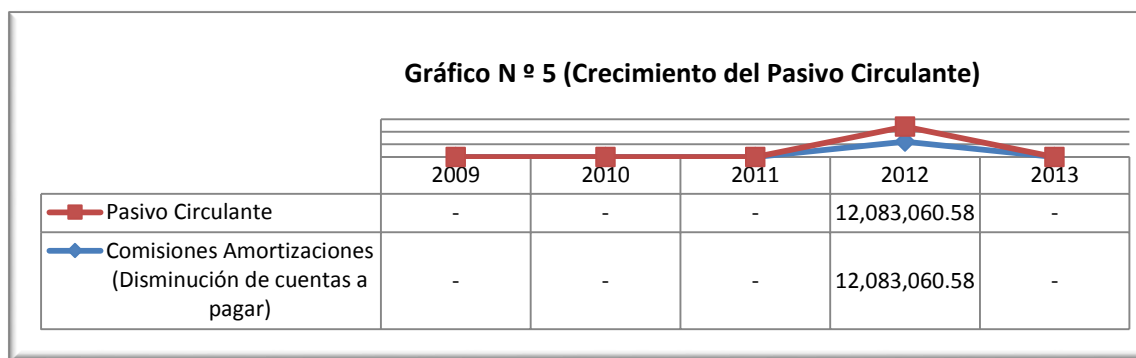 Gráfico N º 5 (Crecimiento del Pasivo Circulante)
2009 2010 2011 2012 2013
Pasivo Circulante - - - 12,083,060.58 -
Comisiones Amortizaciones
(Disminución de cuentas a
pagar) - - - 12,083,060.58 -